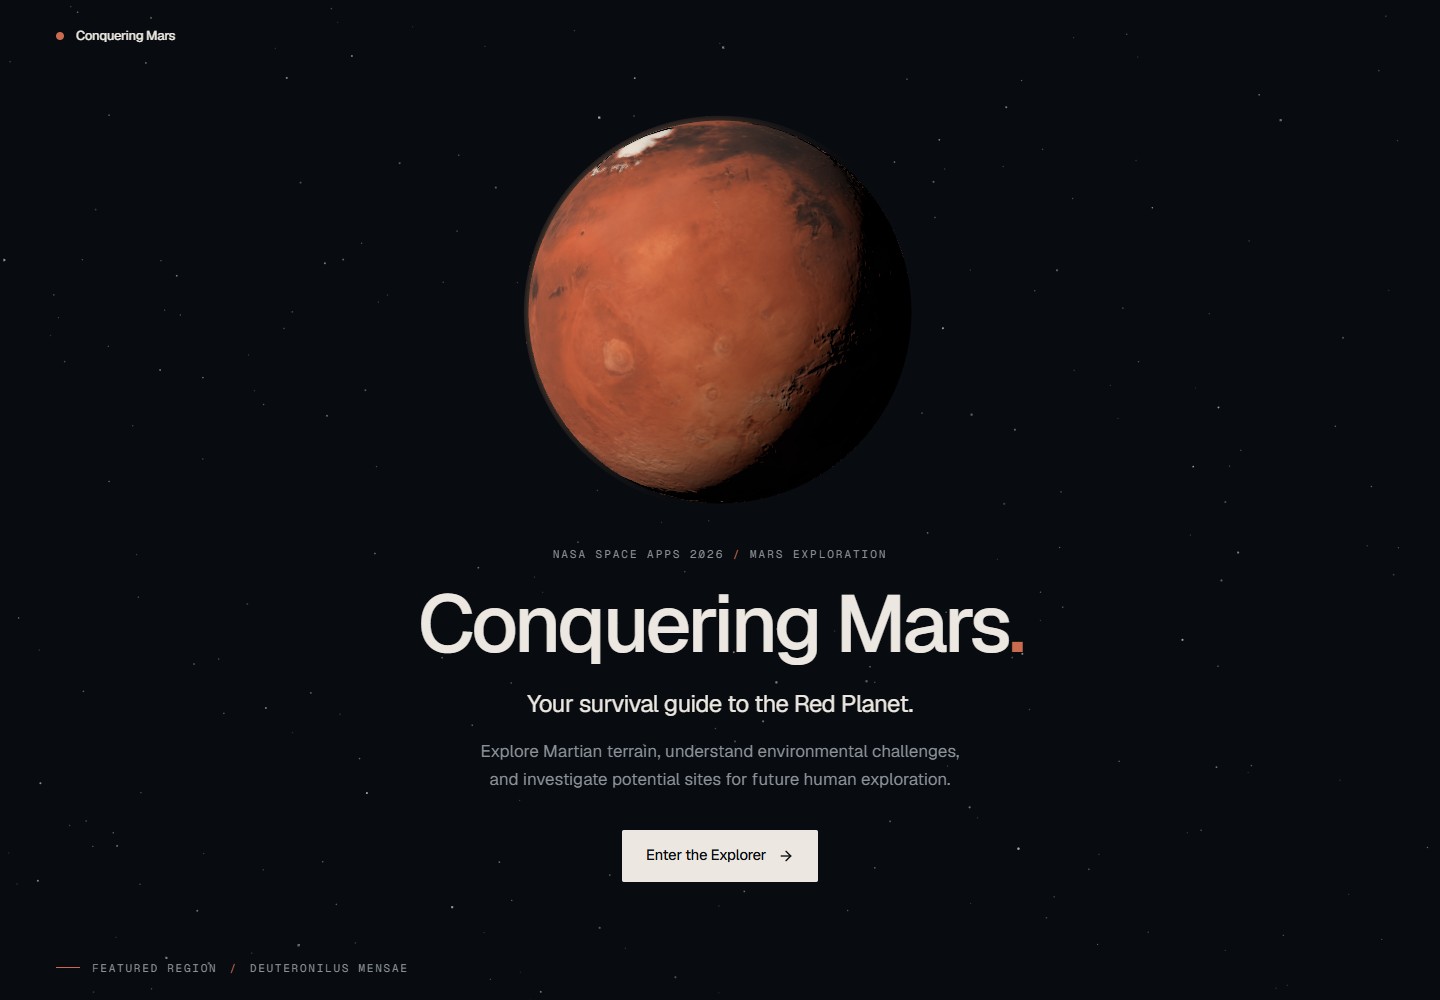 Conquering Mars
NASA SPACE APPS 2026 / MARS EXPLORATION
Conquering Mars.
Your survival guide to the Red Planet.
Explore Martian terrain, understand environmental challenges,
and investigate potential sites for future human exploration.
Enter the Explorer →
FEATURED REGION / DEUTERONILUS MENSAE